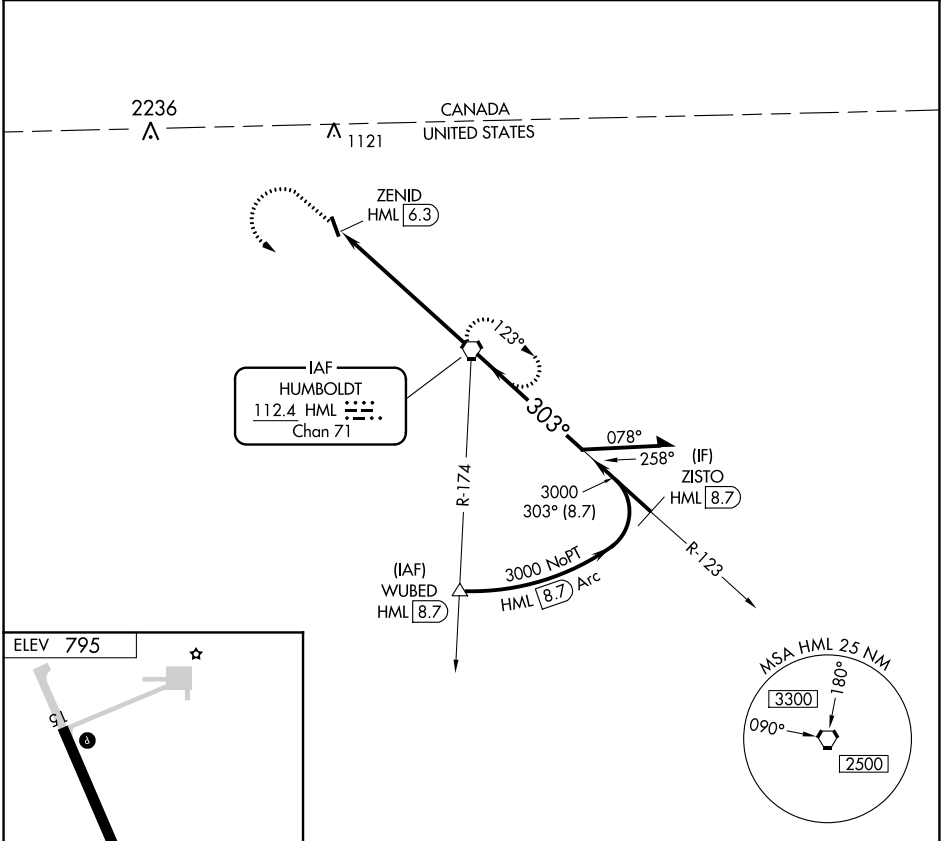 2236
CANADA
1121
UNITED STATES
ZENID
HML 6.3
IAF
HUMBOLDT
112.4 HML
Chan 71
123°
303°
078°
258°
(IF)
ZISTO
HML 8.7
3000
303° (8.7)
R-174
R-123
3000 NoPT
HML 8.7 Arc
(IAF)
WUBED
HML 8.7
ELEV 795
15
P
MSA HML 25 NM
3300
180°
090°
2500